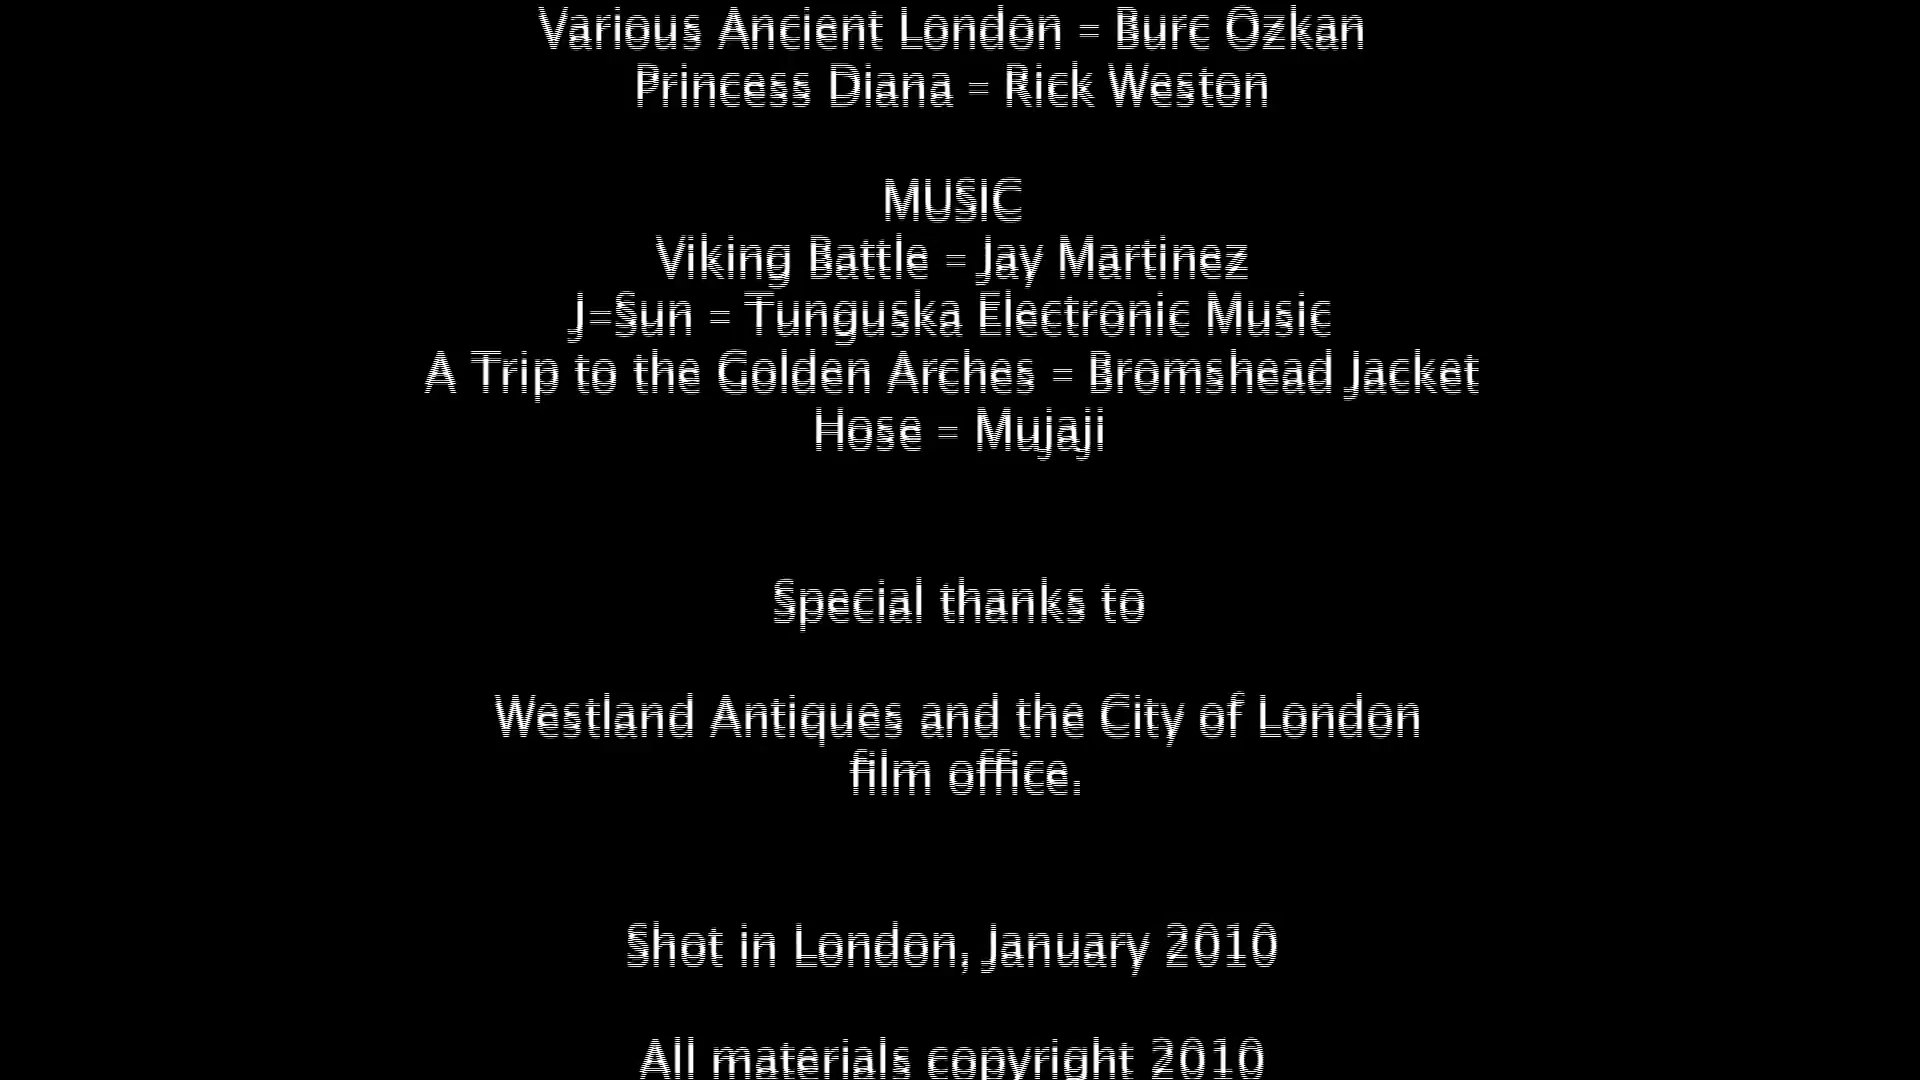 Various Ancient London = Burc Ozkan
Princess Diana = Rick Weston
MUSIC
Viking Battle = Jay Martinez
J=Sun = Tunguska Electronic Music
A Trip to the Golden Arches = Bromshead Jacket
Hose = Mujaji
Special thanks to
Westland Antiques and the City of London
film office.
Shot in London, January 2010
All materials copyright 2010